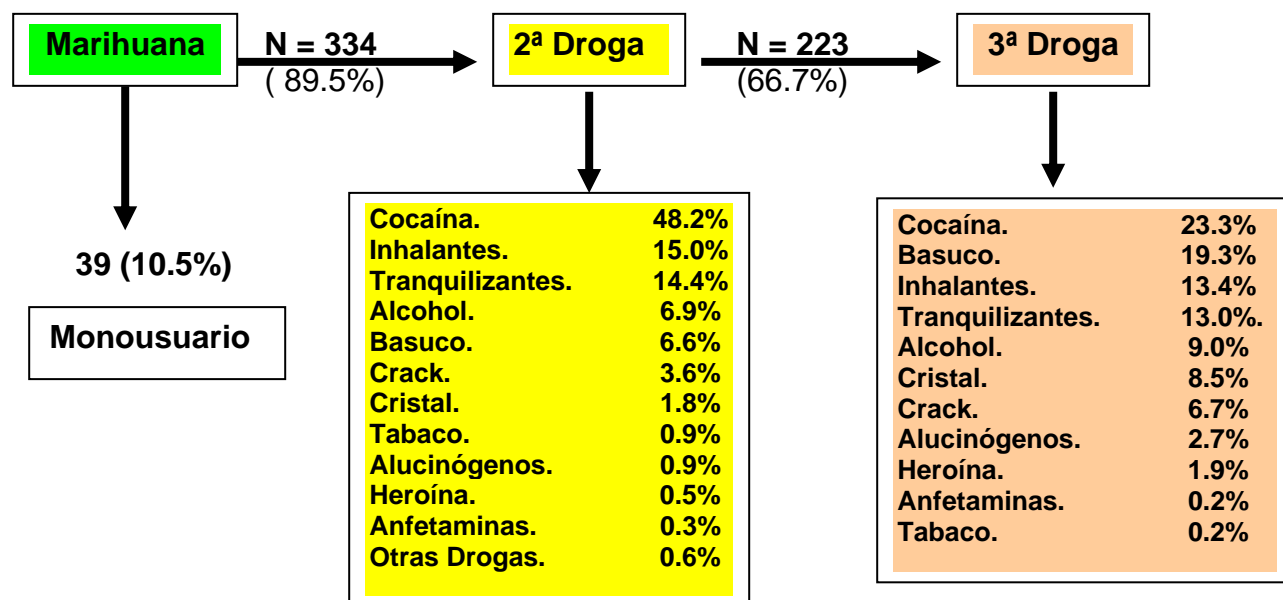 Marihuana
N = 334
( 89.5%)
2ª Droga
N = 223
(66.7%)
3ª Droga
39 (10.5%)
Monousuario
Cocaína. 48.2%
Inhalantes. 15.0%
Tranquilizantes. 14.4%
Alcohol. 6.9%
Basuco. 6.6%
Crack. 3.6%
Cristal. 1.8%
Tabaco. 0.9%
Alucinógenos. 0.9%
Heroína. 0.5%
Anfetaminas. 0.3%
Otras Drogas. 0.6%
Cocaína. 23.3%
Basuco. 19.3%
Inhalantes. 13.4%
Tranquilizantes. 13.0%.
Alcohol. 9.0%
Cristal. 8.5%
Crack. 6.7%
Alucinógenos. 2.7%
Heroína. 1.9%
Anfetaminas. 0.2%
Tabaco. 0.2%